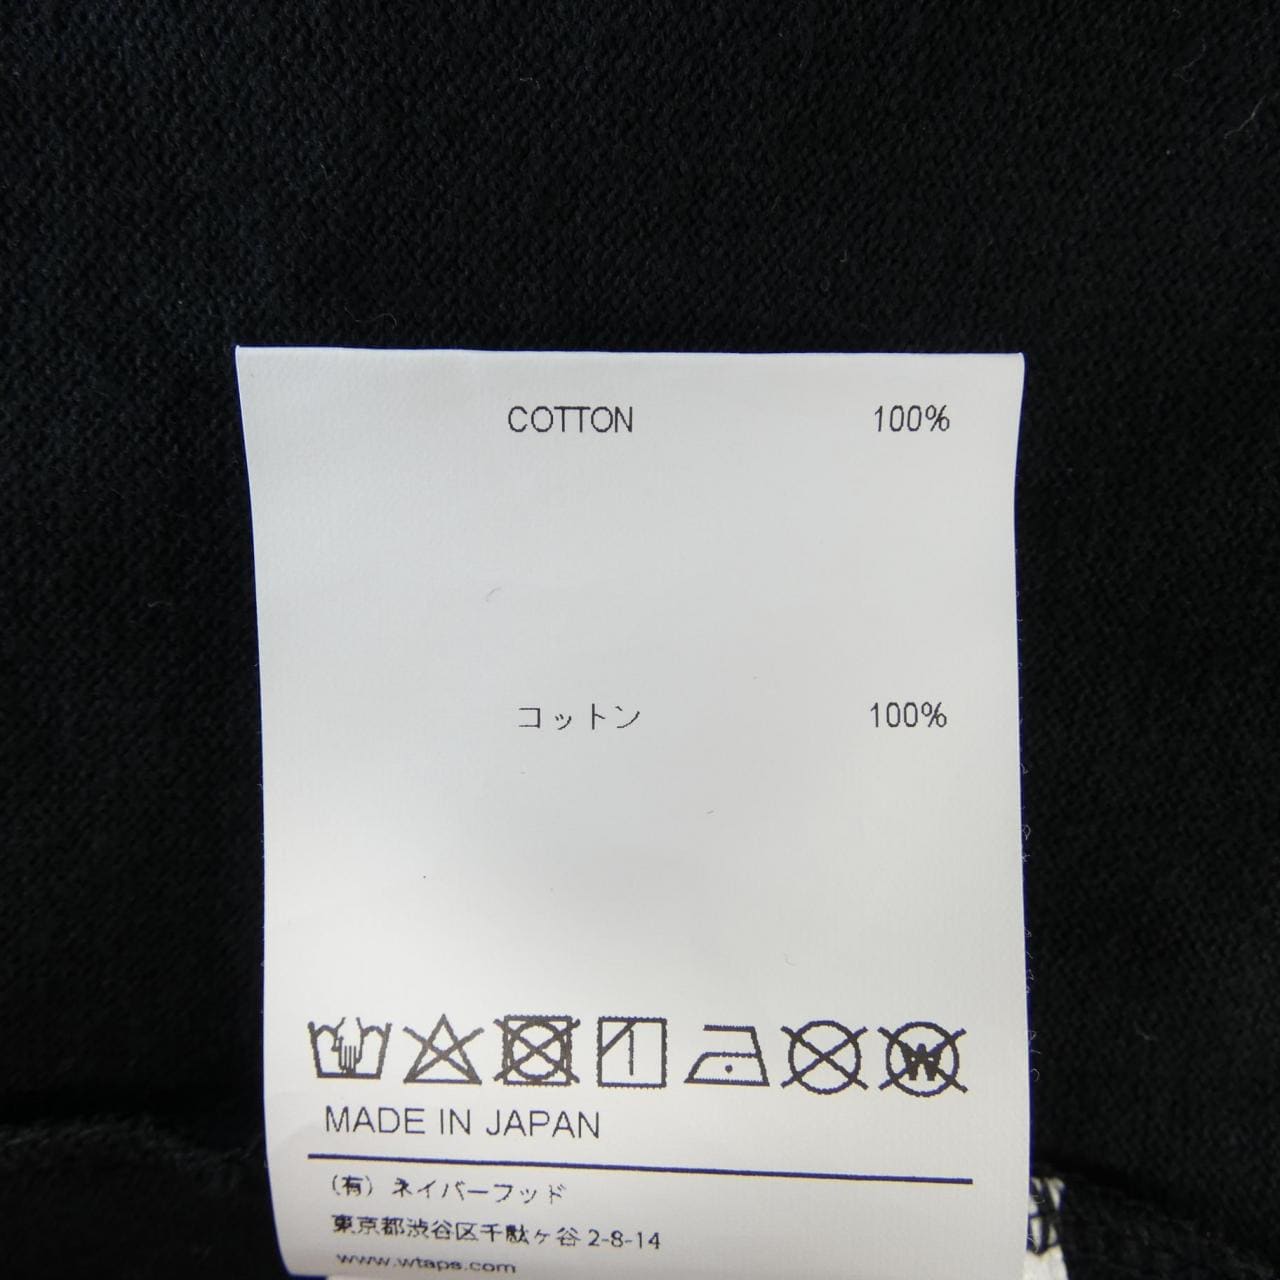 COTTON 100%
コットン 100%
W
MADE IN JAPAN
(有) ネイバーフッド
東京都渋谷区千駄ヶ谷 2-8-14
www.wtaps.com